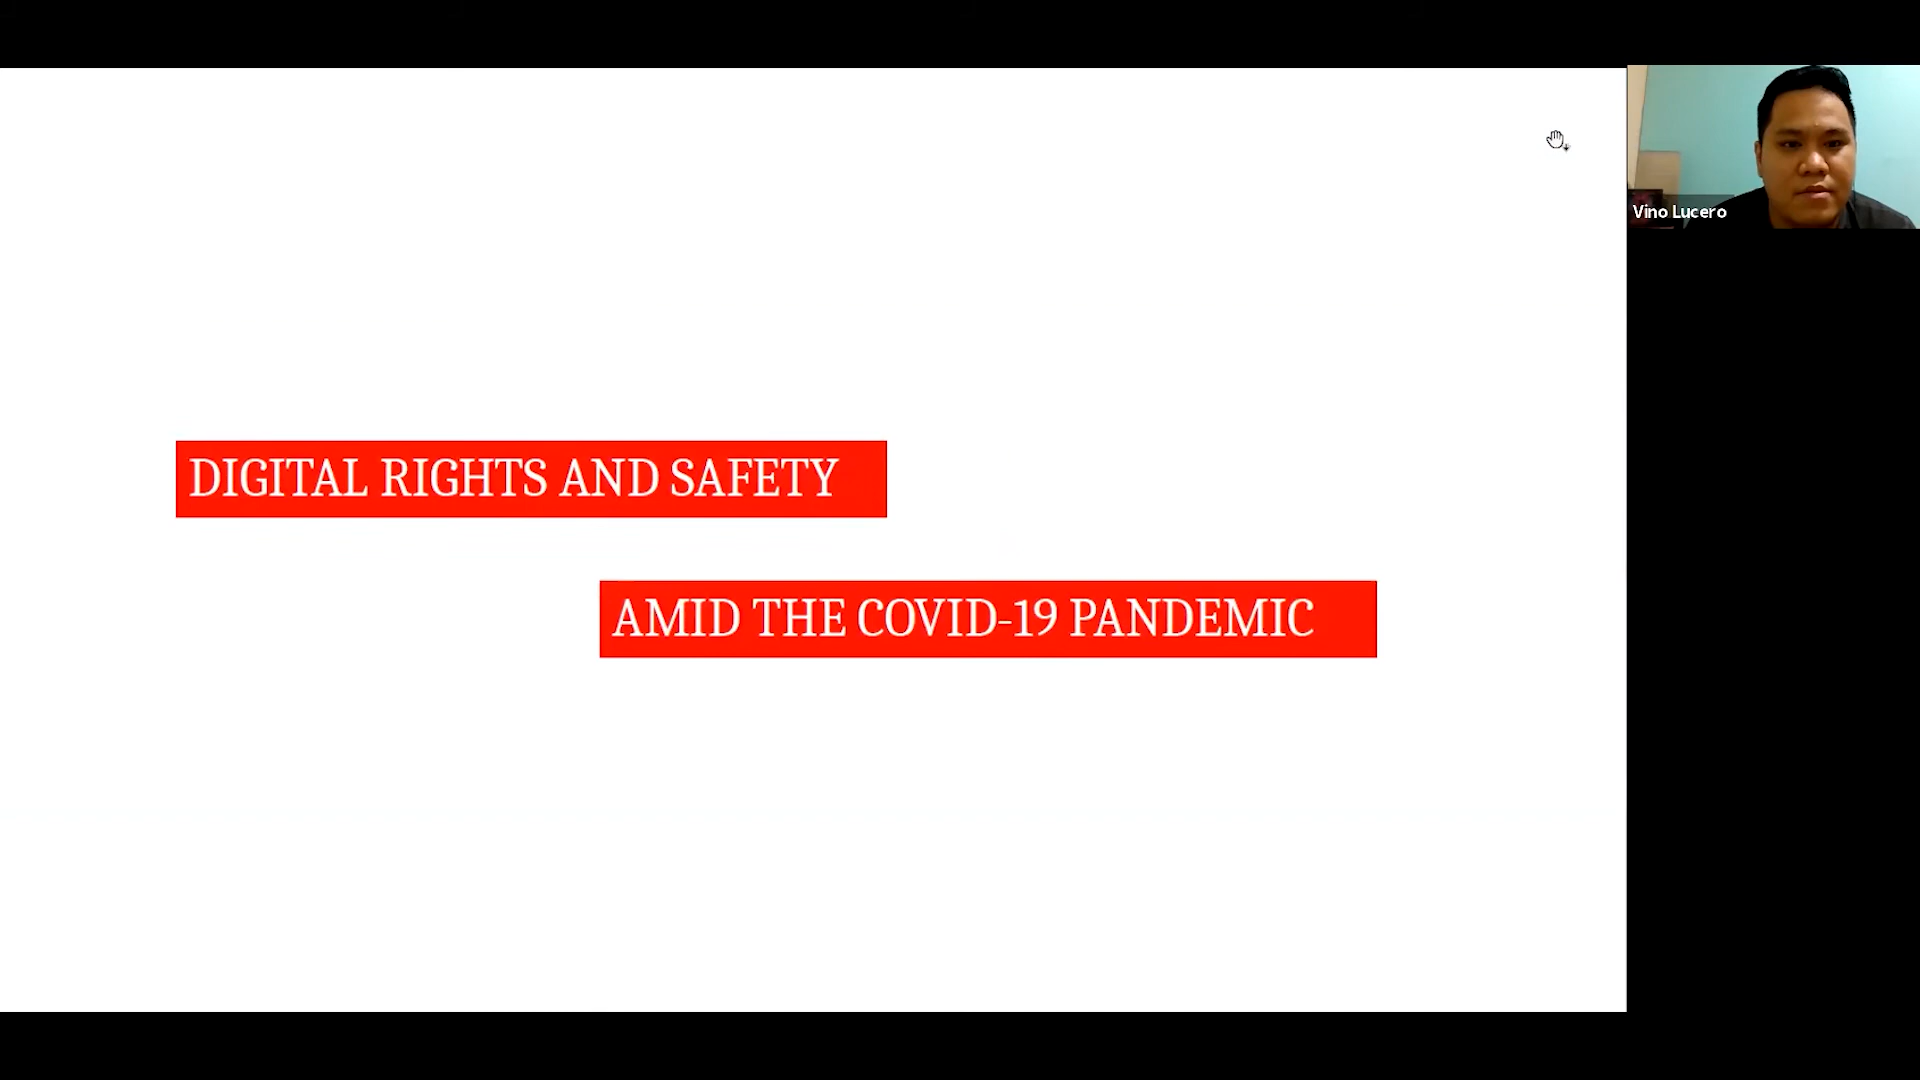 DIGITAL RIGHTS AND SAFETY
AMID THE COVID-19 PANDEMIC
Vino Lucero